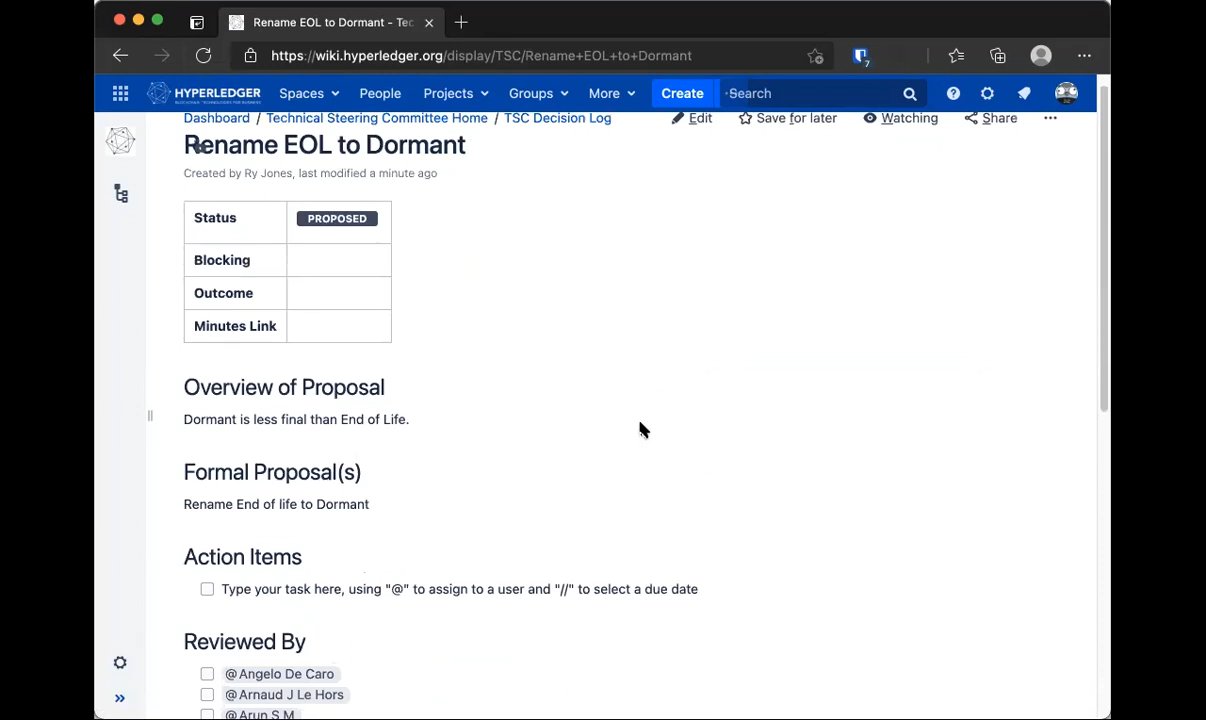 Rename EOL to Dormant - Tec
https://wiki.hyperledger.org/display/TSC/Rename+EOL+to+Dormant
7
HYPERLEDGER Spaces People Projects Groups More Create Search
BLOCKCHAIN TECHNOLOGIES FOR BUSINESS
Dashboard / Technical Steering Committee Home / TSC Decision Log Edit Save for later Watching Share
Rename EOL to Dormant
Created by Ry Jones, last modified a minute ago
Status PROPOSED
Blocking
Outcome
Minutes Link
Overview of Proposal
Dormant is less final than End of Life.
Formal Proposal(s)
Rename End of life to Dormant
Action Items
Type your task here, using "@" to assign to a user and "//" to select a due date
Reviewed By
@Angelo De Caro
@Arnaud J Le Hors
@Arun S M